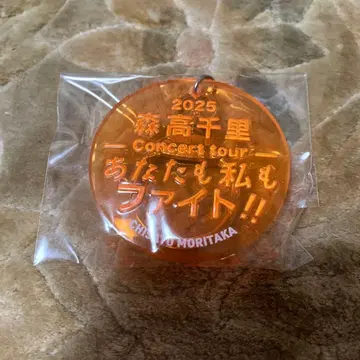 2025
森高千里
Concert tour
あなたも私も
ファイト!!
CHISATO MORITAKA